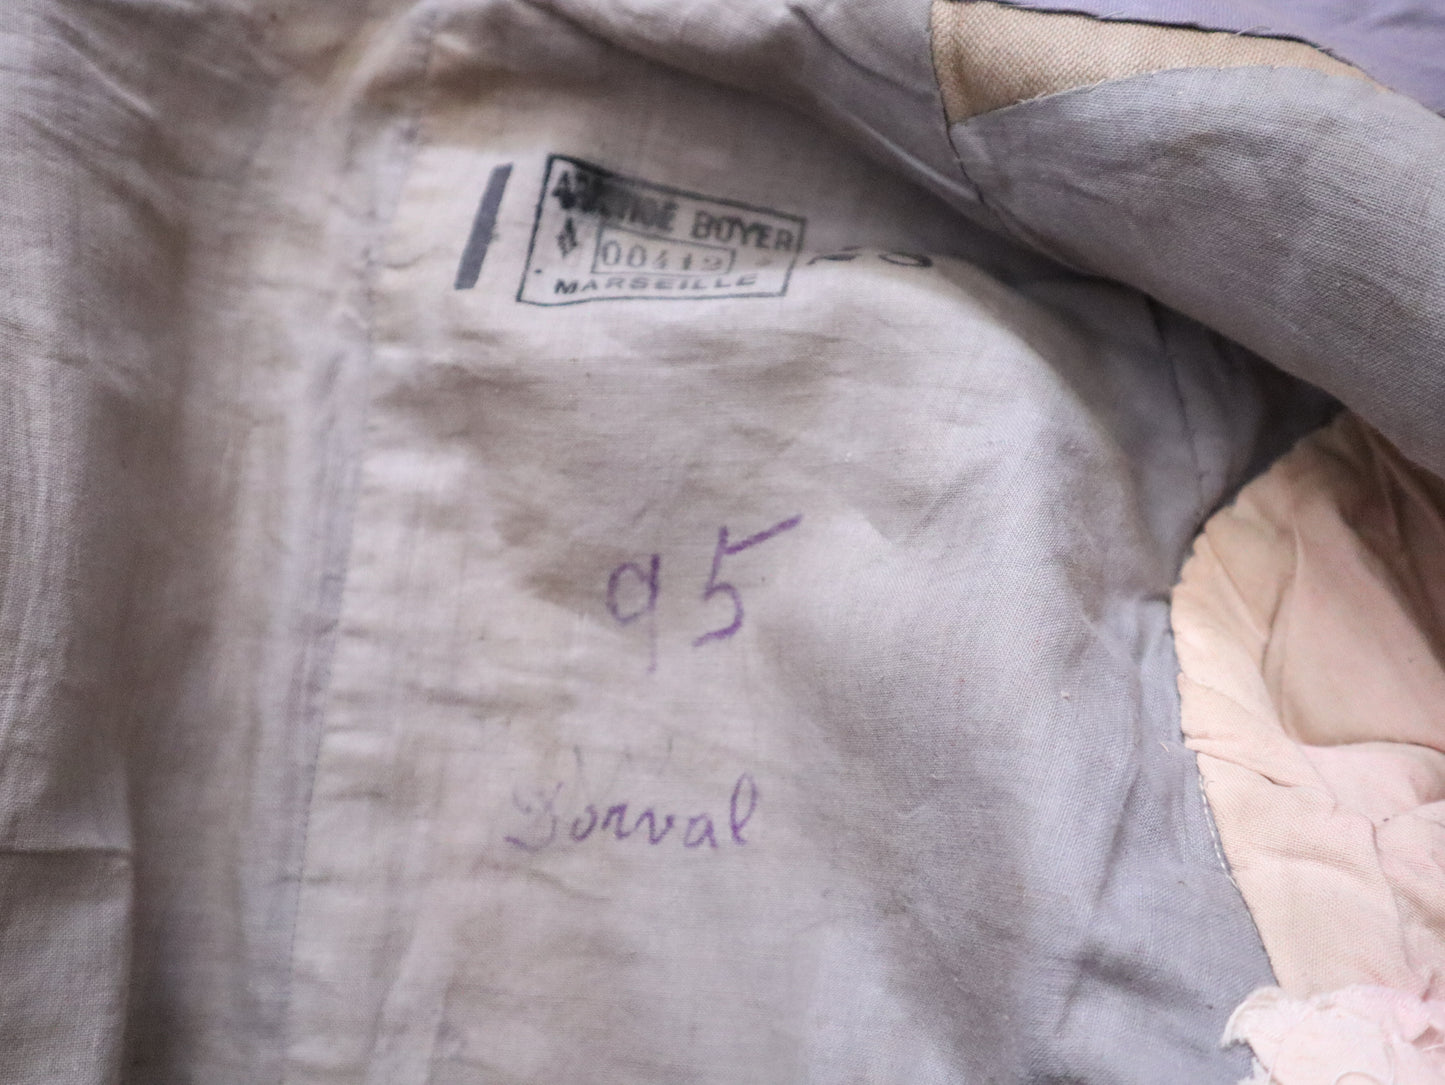 BOYER
00412
MARSEILLE
95
Dorval